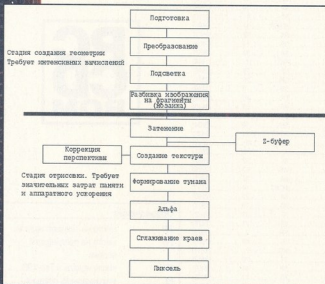 Подготовка
Преобразование
Стадия создания геометрии
Требует интенсивных вычислений
Подсветка
Разбивка изображения
на фрагменты
(мозаика)
Затенение
Z-буфер
Коррекция
перспективы
Создание текстуры
Стадия отрисовки. Требует
значительных затрат памяти
и аппаратного ускорения
Формирование тумана
Альфа
Сглаживание краев
Пиксель